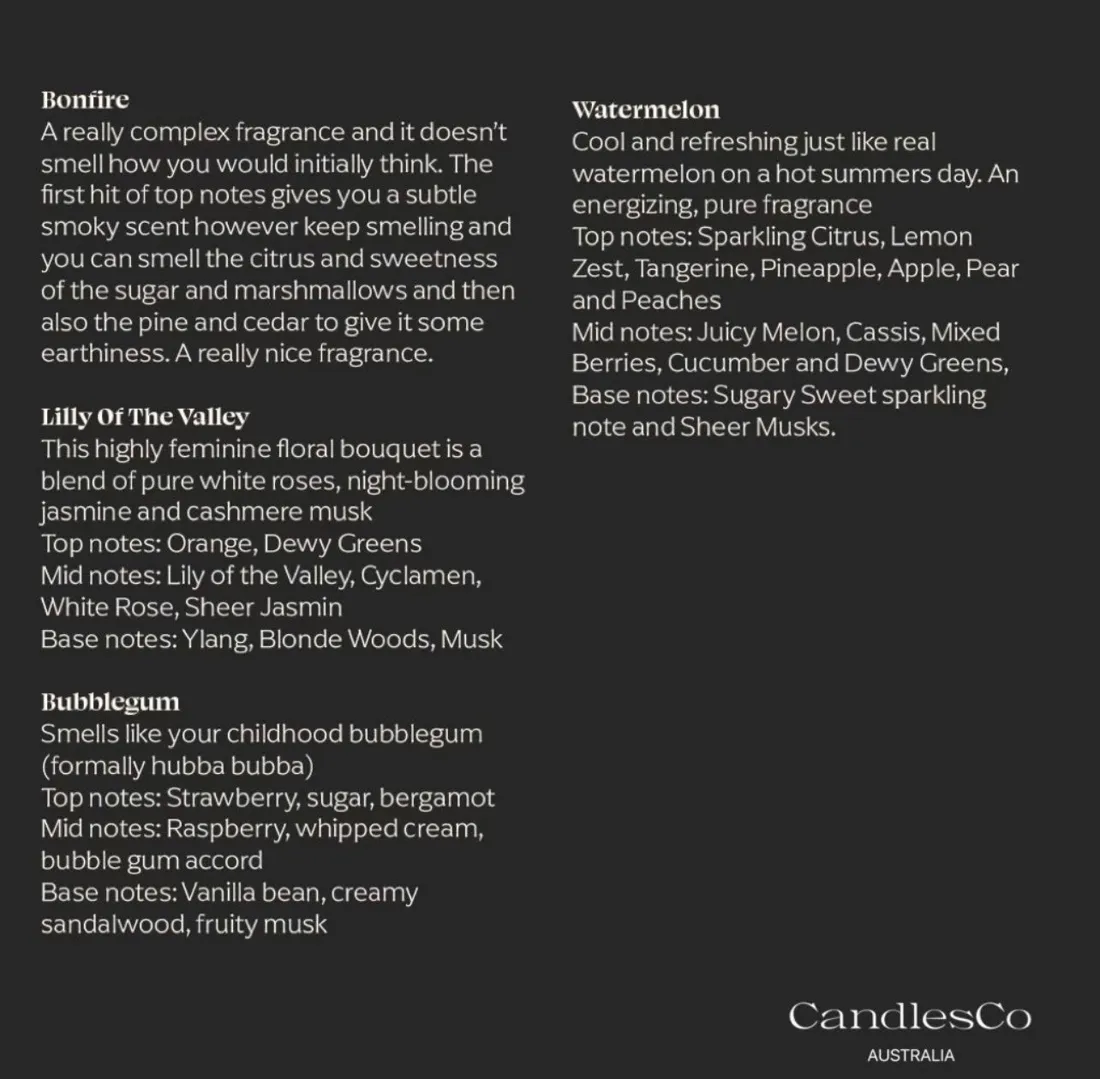 Bonfire
A really complex fragrance and it doesn't
smell how you would initially think. The
first hit of top notes gives you a subtle
smoky scent however keep smelling and
you can smell the citrus and sweetness
of the sugar and marshmallows and then
also the pine and cedar to give it some
earthiness. A really nice fragrance.
Lilly Of The Valley
This highly feminine floral bouquet is a
blend of pure white roses, night-blooming
jasmine and cashmere musk
Top notes: Orange, Dewy Greens
Mid notes: Lily of the Valley, Cyclamen,
White Rose, Sheer Jasmin
Base notes: Ylang, Blonde Woods, Musk
Bubblegum
Smells like your childhood bubblegum
(formally hubba bubba)
Top notes: Strawberry, sugar, bergamot
Mid notes: Raspberry, whipped cream,
bubble gum accord
Base notes: Vanilla bean, creamy
sandalwood, fruity musk
Watermelon
Cool and refreshing just like real
watermelon on a hot summers day. An
energizing, pure fragrance
Top notes: Sparkling Citrus, Lemon
Zest, Tangerine, Pineapple, Apple, Pear
and Peaches
Mid notes: Juicy Melon, Cassis, Mixed
Berries, Cucumber and Dewy Greens,
Base notes: Sugary Sweet sparkling
note and Sheer Musks.
CandlesCo
AUSTRALIA